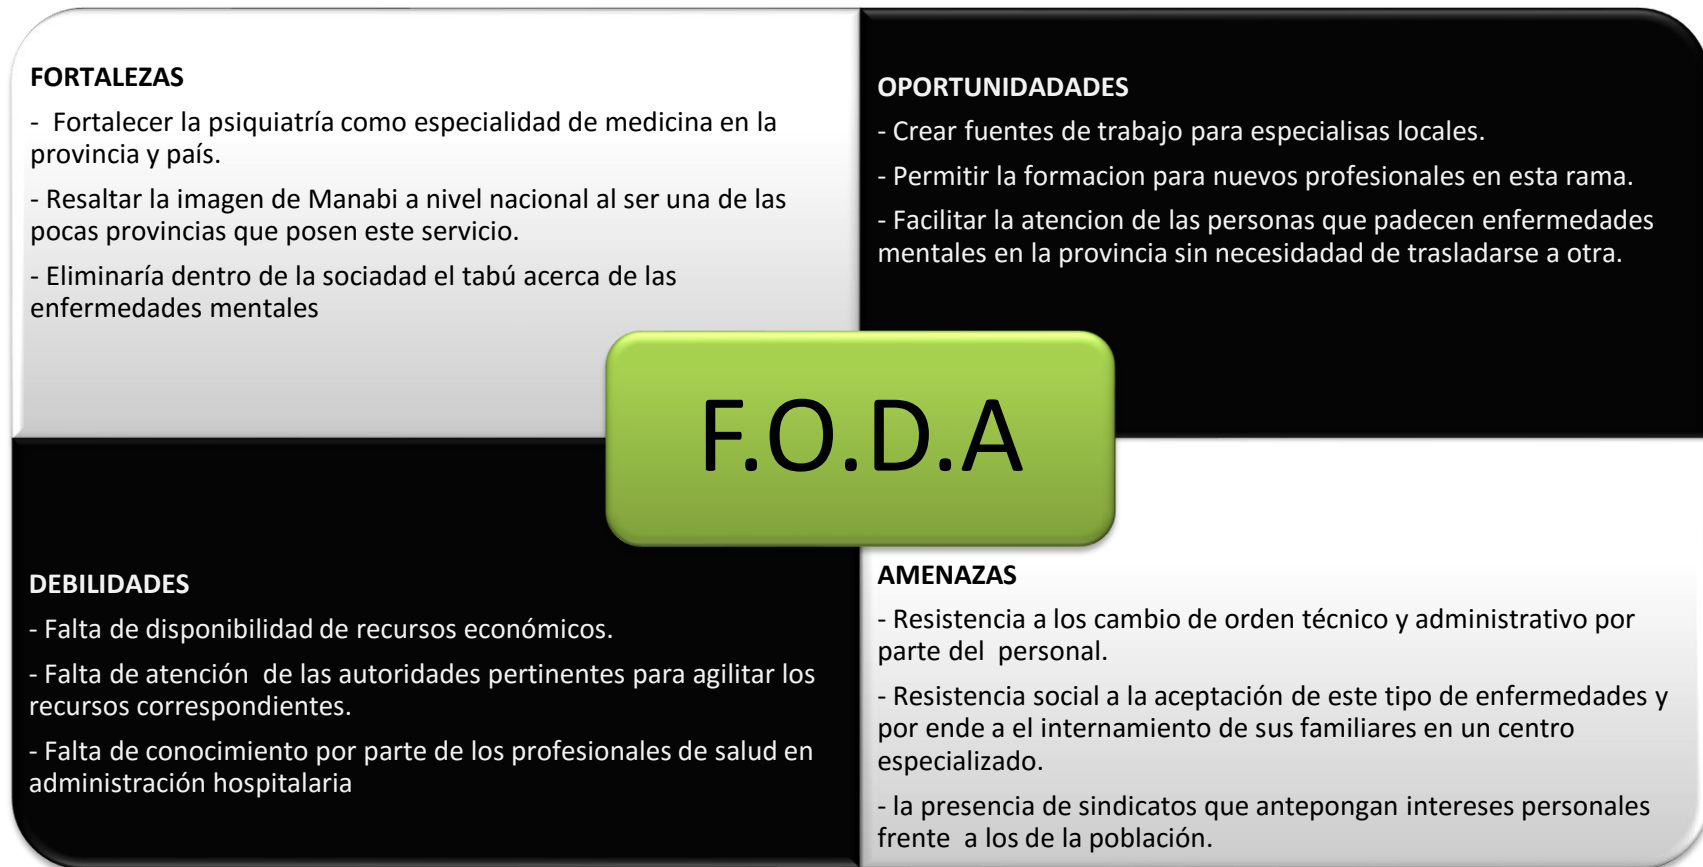 FORTALEZAS
- Fortalecer la psiquiatría como especialidad de medicina en la
provincia y país.
- Resaltar la imagen de Manabi a nivel nacional al ser una de las
pocas provincias que posen este servicio.
- Eliminaría dentro de la sociadad el tabú acerca de las
enfermedades mentales
OPORTUNIDADADES
- Crear fuentes de trabajo para especialisas locales.
- Permitir la formacion para nuevos profesionales en esta rama.
- Facilitar la atencion de las personas que padecen enfermedades
mentales en la provincia sin necesidadad de trasladarse a otra.
F.O.D.A
DEBILIDADES
- Falta de disponibilidad de recursos económicos.
- Falta de atención de las autoridades pertinentes para agilitar los
recursos correspondientes.
- Falta de conocimiento por parte de los profesionales de salud en
administración hospitalaria
AMENAZAS
- Resistencia a los cambio de orden técnico y administrativo por
parte del personal.
- Resistencia social a la aceptación de este tipo de enfermedades y
por ende a el internamiento de sus familiares en un centro
especializado.
- la presencia de sindicatos que antepongan intereses personales
frente a los de la población.